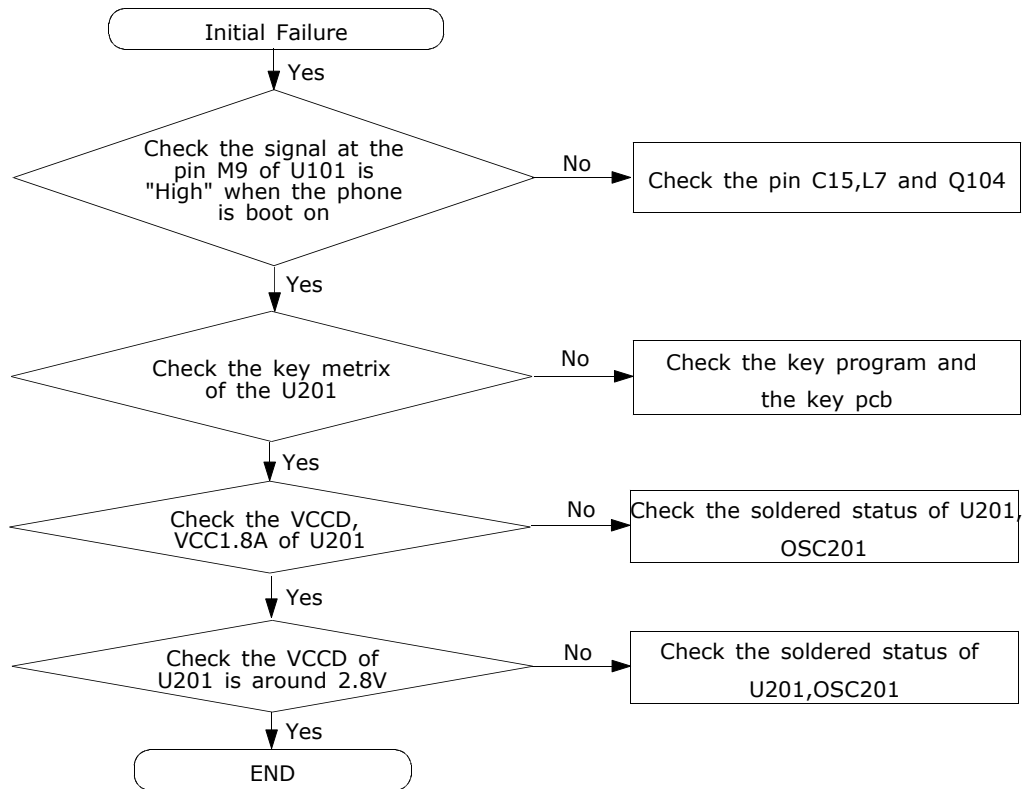 Initial Failure
Yes
Check the signal at the
pin M9 of U101 is
"High" when the phone
is boot on
No
Check the pin C15,L7 and Q104
Yes
Check the key metrix
of the U201
No
Check the key program and
the key pcb
Yes
Check the VCCD,
VCC1.8A of U201
No
Check the soldered status of U201,
OSC201
Yes
Check the VCCD of
U201 is around 2.8V
No
Check the soldered status of
U201,OSC201
Yes
END